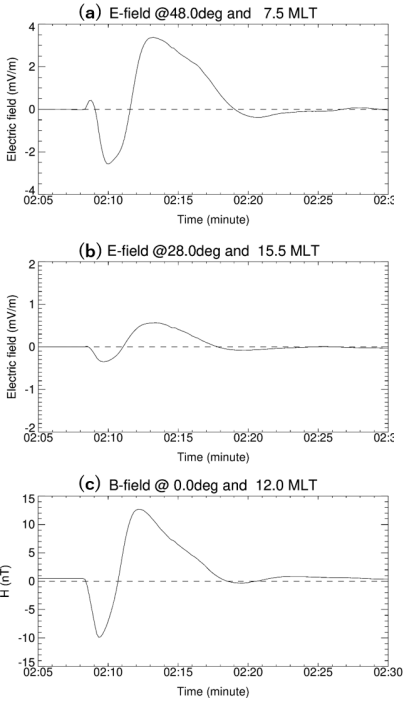 (a) E-field @48.0deg and 7.5 MLT
4
2
0
-2
-4
Electric field (mV/m)
02:05 02:10 02:15 02:20 02:25 02:3
Time (minute)
(b) E-field @28.0deg and 15.5 MLT
2
1
0
-1
-2
Electric field (mV/m)
02:05 02:10 02:15 02:20 02:25 02:3
Time (minute)
(c) B-field @ 0.0deg and 12.0 MLT
15
10
5
0
-5
-10
-15
H (nT)
02:05 02:10 02:15 02:20 02:25 02:30
Time (minute)